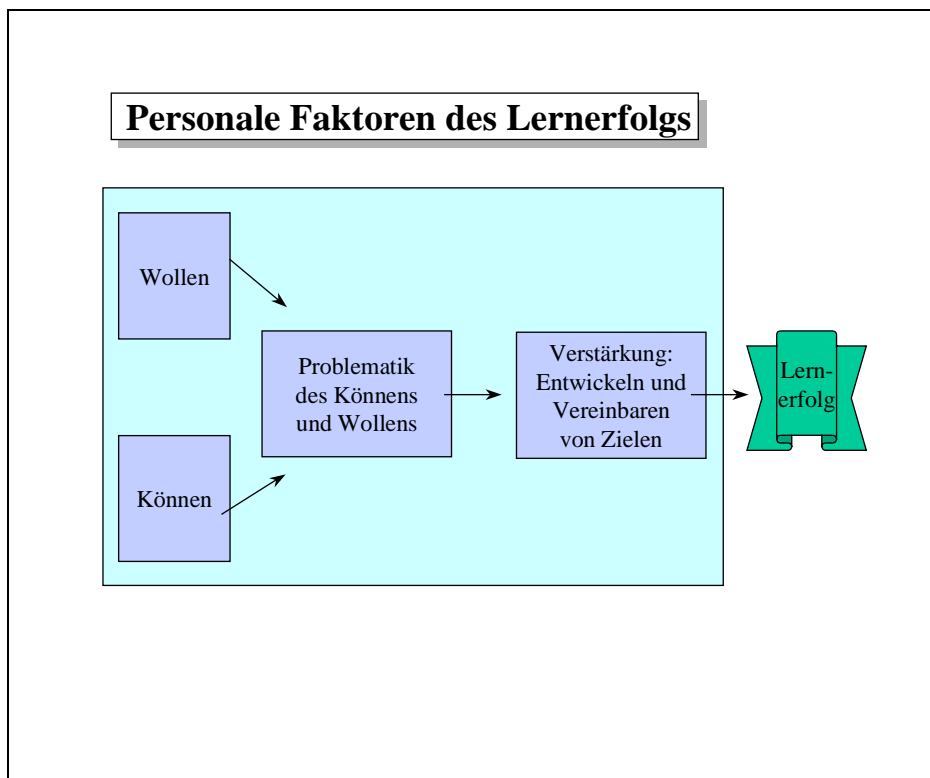 Personale Faktoren des Lernerfolgs
Wollen
Können
Problematik
des Könnens
und Wollens
Verstärkung:
Entwickeln und
Vereinbaren
von Zielen
Lern-
erfolg